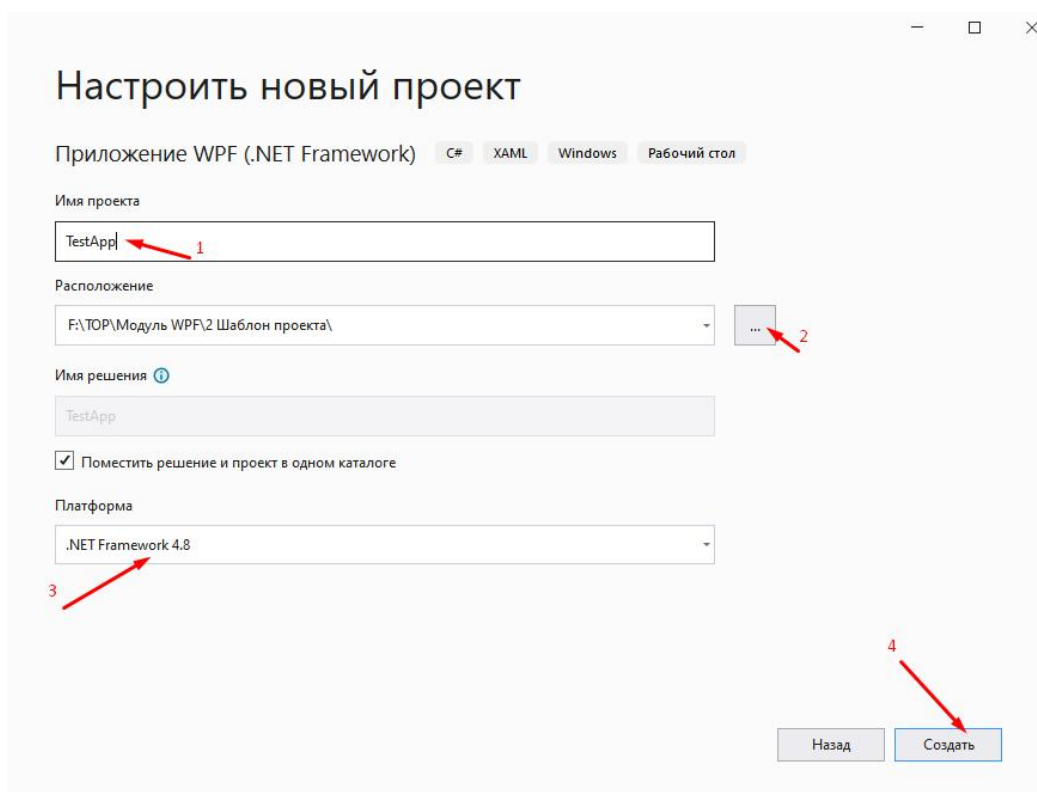 Настроить новый проект
Приложение WPF (.NET Framework) C# XAML Windows Рабочий стол
Имя проекта
TestApp 1
Расположение
F:\TOP\Модуль WPF\2 Шаблон проекта\ ... 2
Имя решения
TestApp
Поместить решение и проект в одном каталоге
Платформа
.NET Framework 4.8
3
4
Назад Создать